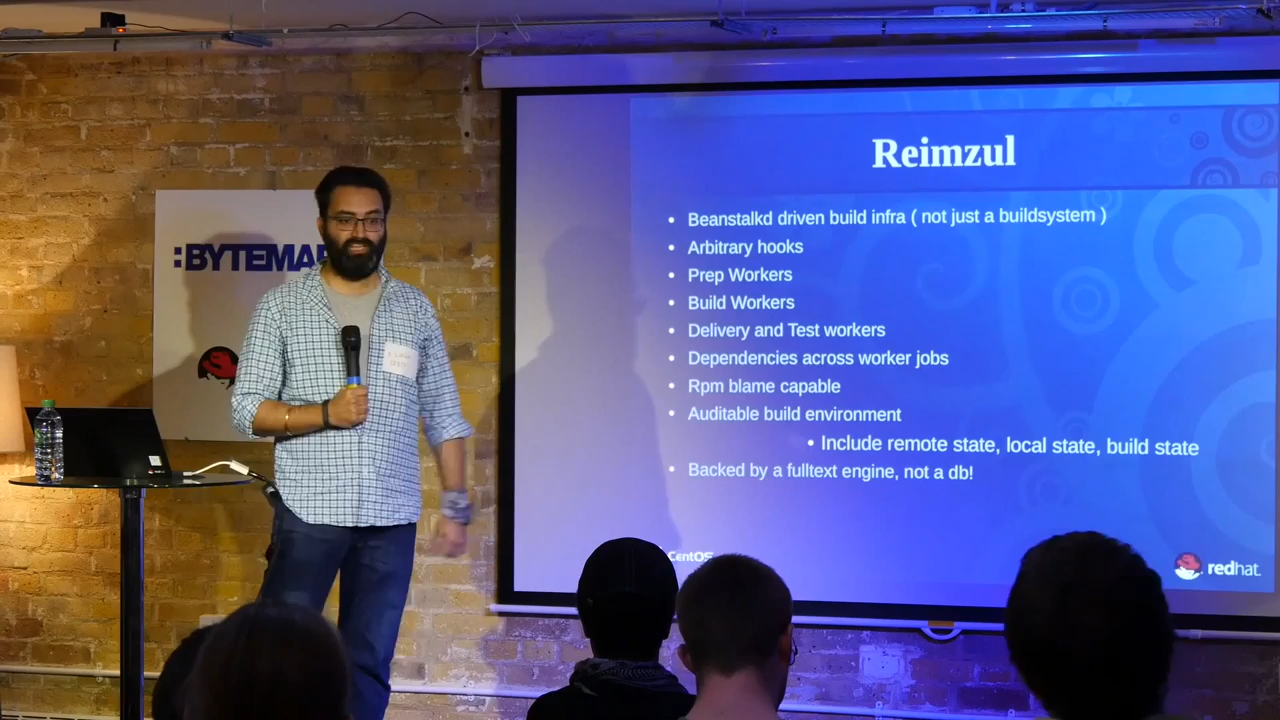 :BYTEMAR
Reimzul
• Beanstalkd driven build infra ( not just a buildsystem )
• Arbitrary hooks
• Prep Workers
• Build Workers
• Delivery and Test workers
• Dependencies across worker jobs
• Rpm blame capable
• Auditable build environment
• Include remote state, local state, build state
• Backed by a fulltext engine, not a db!
CentOS
redhat.